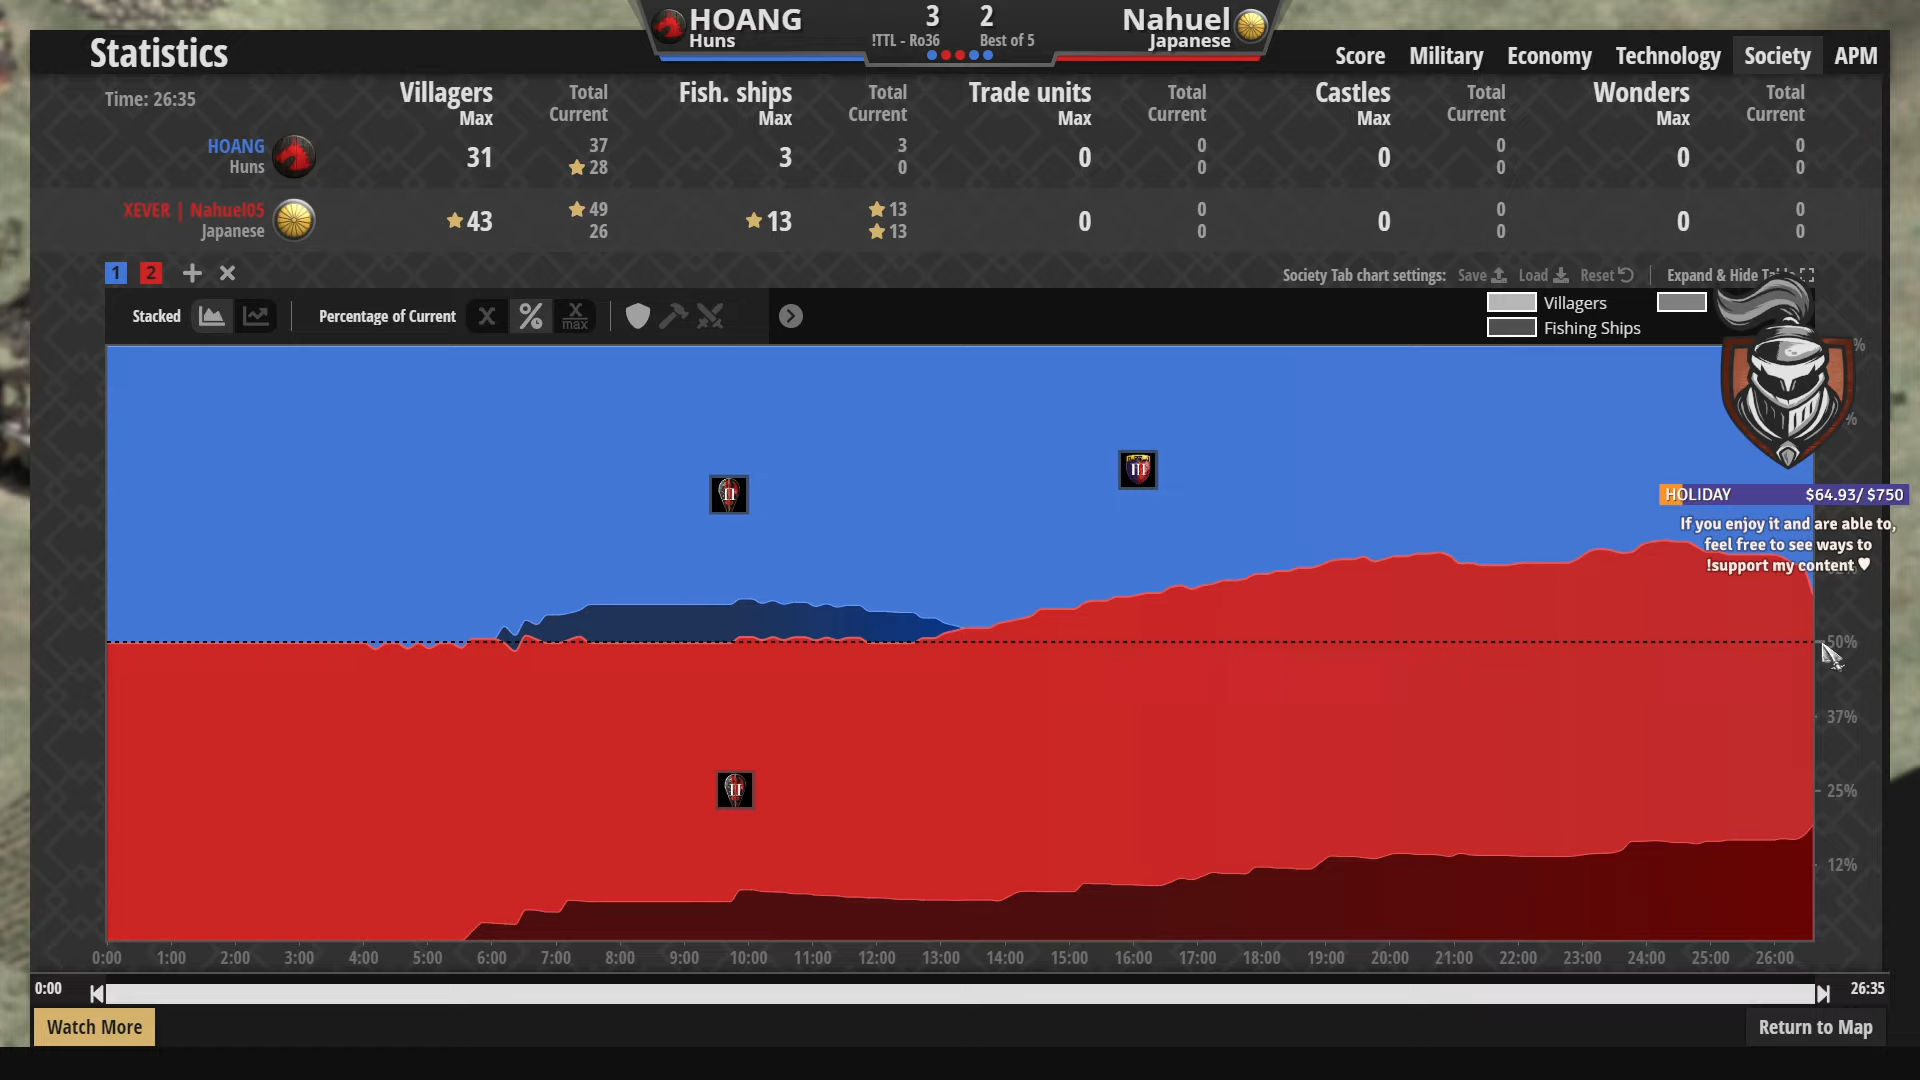 HOANG
Huns
3 2
!TTL - Ro36 Best of 5
Nahuel
Japanese
Statistics
Score Military Economy Technology Society APM
Time: 26:35
Villagers Total Fish. ships Total Trade units Total Castles Total Wonders Total
Max Current Max Current Max Current Max Current Max Current
HOANG
Huns
31 37 3 3 0 0 0 0 0 0
28 0 0 0 0
XEVER | Nahuel05
Japanese
43 49 13 13 0 0 0 0 0 0
26 13 0 0 0
1 2
Society Tab chart settings: Save Load Reset Expand & Hide
Stacked Percentage of Current X % X max
Villagers
Fishing Ships
%
%
II
III
II
HOLIDAY $64.93/ $750
If you enjoy it and are able to,
feel free to see ways to
!support my content ♥
50%
37%
25%
12%
0:00 1:00 2:00 3:00 4:00 5:00 6:00 7:00 8:00 9:00 10:00 11:00 12:00 13:00 14:00 15:00 16:00 17:00 18:00 19:00 20:00 21:00 22:00 23:00 24:00 25:00 26:00
0:00 26:35
Watch More Return to Map